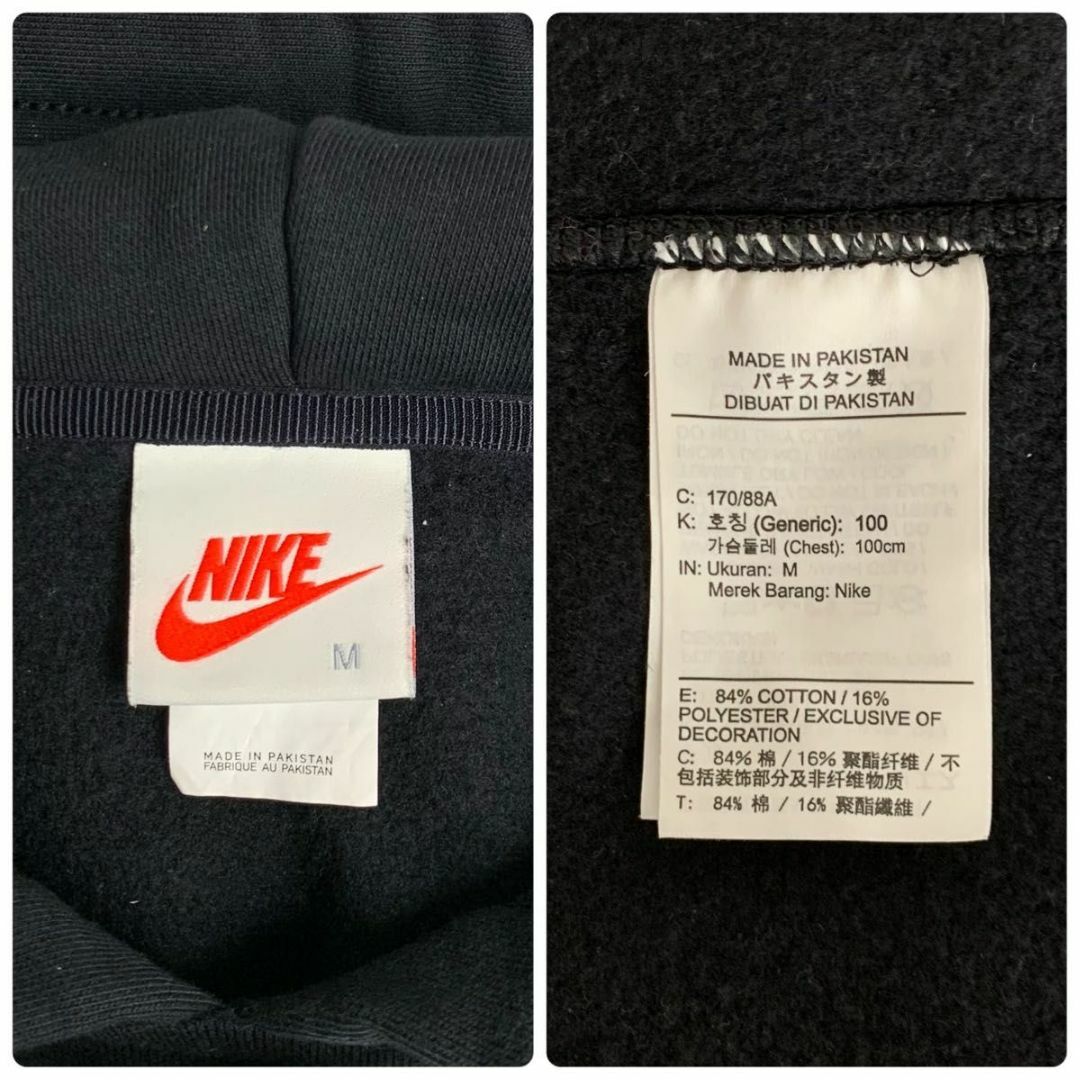 NIKE
M
MADE IN PAKISTAN
FABRIQUE AU PAKISTAN
MADE IN PAKISTAN
パキスタン製
DIBUAT DI PAKISTAN
C: 170/88A
K: 호칭 (Generic): 100
가슴둘레 (Chest): 100cm
IN: Ukuran: M
Merek Barang: Nike
E: 84% COTTON / 16%
POLYESTER / EXCLUSIVE OF
DECORATION
C: 84% 棉 / 16% 聚酯纤维 / 不
包括装饰部分及非纤维物质
T: 84% 棉 / 16% 聚酯纖維 /